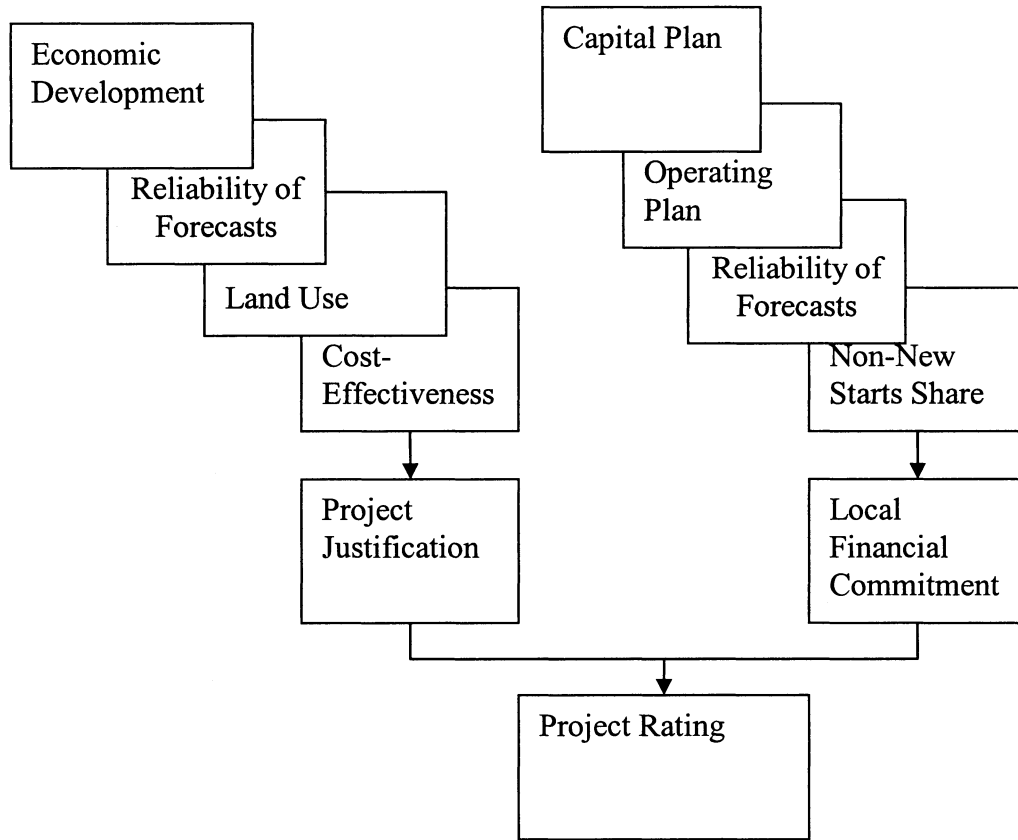 Economic
Development
Reliability of
Forecasts
Land Use
Cost-
Effectiveness
Project
Justification
Capital Plan
Operating
Plan
Reliability of
Forecasts
Non-New
Starts Share
Local
Financial
Commitment
Project Rating